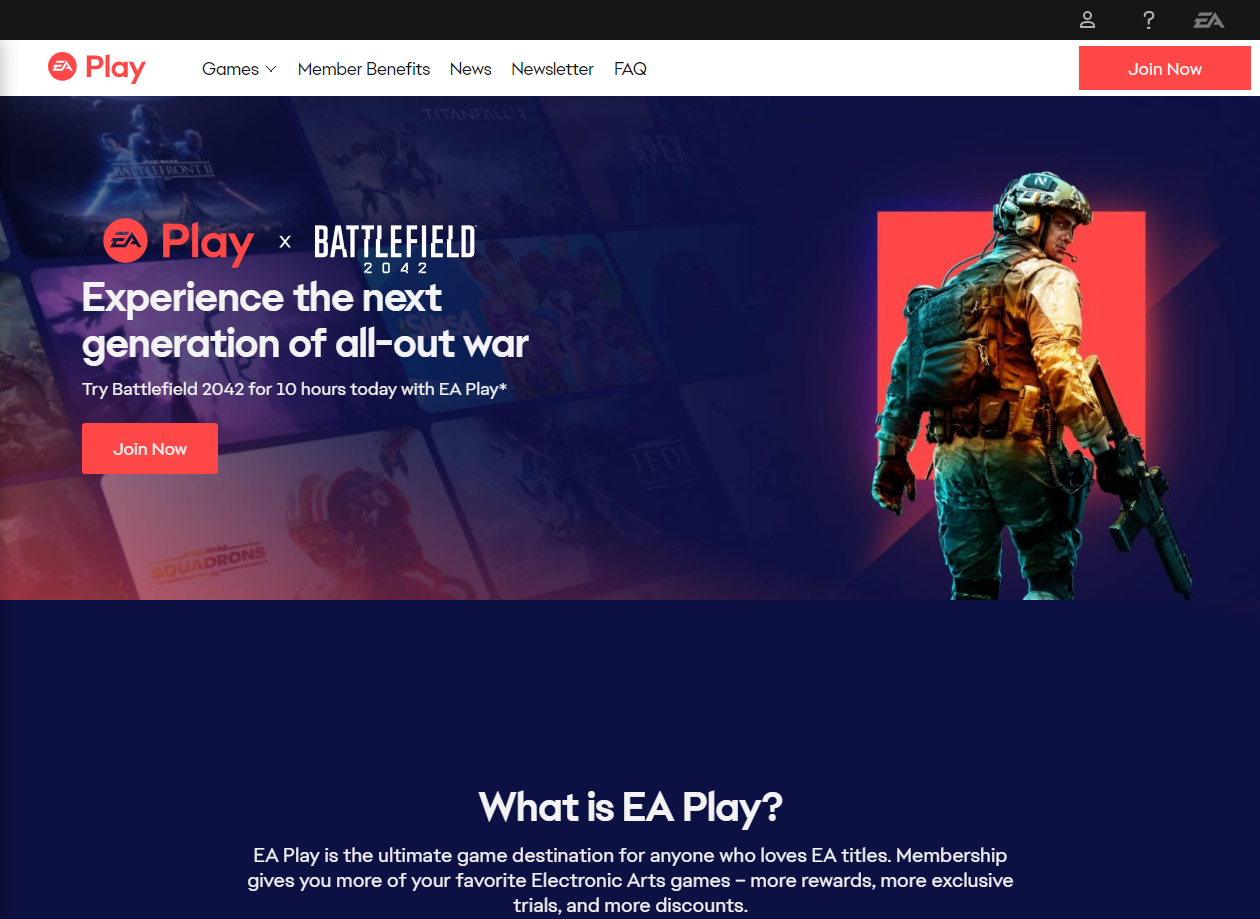 EA
EA Play
Games
Member Benefits
News
Newsletter
FAQ
Join Now
STAR WARS
BATTLEFRONT II
TITANFALL 2
APEX
EA Play x BATTLEFIELD
2042
Experience the next
generation of all-out war
Try Battlefield 2042 for 10 hours today with EA Play*
Join Now
JEDI
STAR WARS
SQUADRONS
What is EA Play?
EA Play is the ultimate game destination for anyone who loves EA titles. Membership
gives you more of your favorite Electronic Arts games – more rewards, more exclusive
trials, and more discounts.